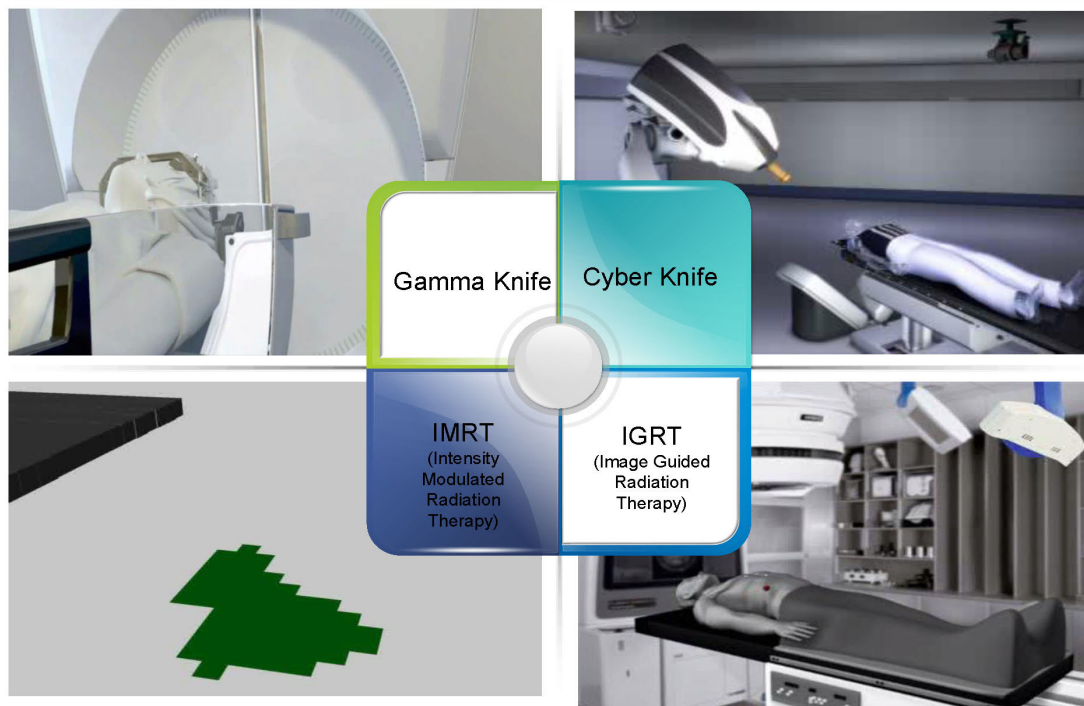 Gamma Knife
Cyber Knife
IMRT
(Intensity
Modulated
Radiation
Therapy)
IGRT
(Image Guided
Radiation
Therapy)